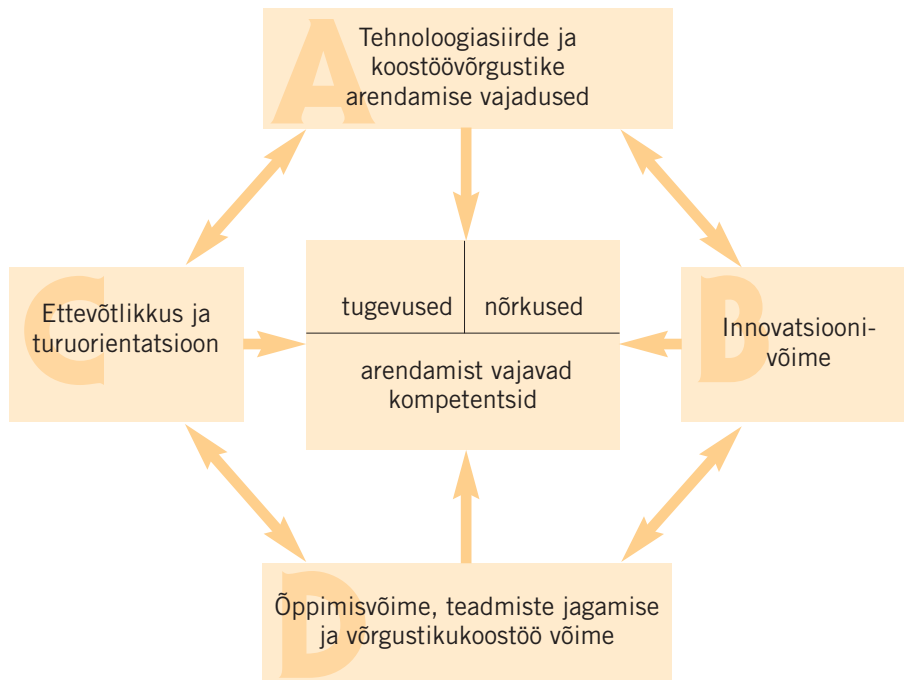 A
Tehnoloogiasiirde ja
koostöövõrgustike
arendamise vajadused
C
Ettevõtlikkus ja
turuorientatsioon
tugevused
nõrkused
arendamist vajavad
kompetentsid
B
Innovatsiooni-
võime
D
Õppimisvõime, teadmiste jagamise
ja võrgustikukoostöö võime